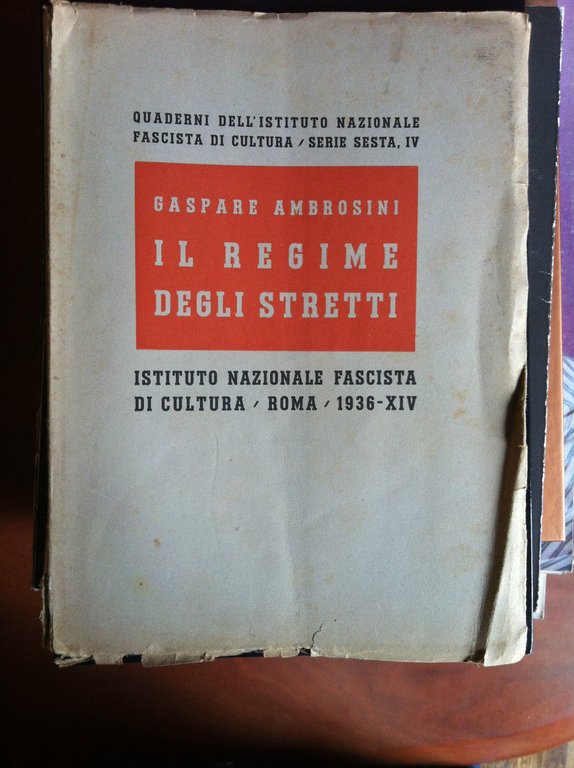 QUADERNI DELL'ISTITUTO NAZIONALE
FASCISTA DI CULTURA / SERIE SESTA, IV
GASPARE AMBROSINI
IL REGIME
DEGLI STRETTI
ISTITUTO NAZIONALE FASCISTA
DI CULTURA / ROMA / 1936-XIV